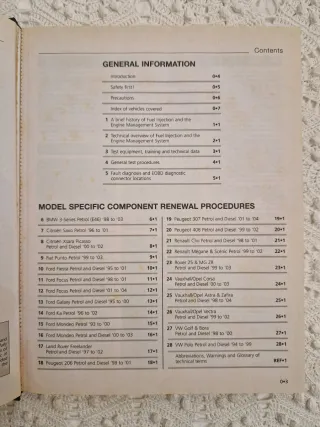 Contents
GENERAL INFORMATION
Introduction 0•4
Safety first! 0•5
Precautions 0•6
Index of vehicles covered 0•7
1 A brief history of Fuel Injection and the
Engine Management System 1•1
2 Technical overview of Fuel Injection and the
Engine Management System 2•1
3 Test equipment, training and technical data 3•1
4 General test procedures 4•1
5 Fault diagnosis and EOBD diagnostic
connector locations 5•1
MODEL SPECIFIC COMPONENT RENEWAL PROCEDURES
6 BMW 3-Series Petrol (E46) '98 to '03 6•1
7 Citroën Saxo Petrol '96 to '01 7•1
8 Citroën Xsara Picasso
Petrol and Diesel '00 to '02 8•1
9 Fiat Punto Petrol '99 to '03 9•1
10 Ford Fiesta Petrol and Diesel '95 to '01 10•1
11 Ford Focus Petrol and Diesel '98 to '01 11•1
12 Ford Focus Petrol and Diesel '01 to '04 12•1
13 Ford Galaxy Petrol and Diesel '95 to '00 13•1
14 Ford Ka Petrol '96 to '02 14•1
15 Ford Mondeo Petrol '93 to '00 15•1
16 Ford Mondeo Petrol and Diesel '00 to '03 16•1
17 Land Rover Freelander
Petrol and Diesel '97 to '02 17•1
18 Peugeot 206 Petrol and Diesel '98 to '01 18•1
19 Peugeot 307 Petrol and Diesel '01 to '04 19•1
20 Peugeot 406 Petrol and Diesel '99 to '02 20•1
21 Renault Clio Petrol and Diesel '98 to '01 21•1
22 Renault Mégane & Scénic Petrol '99 to '02 22•1
23 Rover 25 & MG ZR
Petrol and Diesel '99 to '03 23•1
24 Vauxhall/Opel Corsa
Petrol and Diesel '00 to '03 24•1
25 Vauxhall/Opel Astra & Zafira
Petrol and Diesel '98 to '04 25•1
26 Vauxhall/Opel Vectra
Petrol and Diesel '99 to '02 26•1
27 VW Golf & Bora
Petrol and Diesel '98 to '00 27•1
28 VW Polo Petrol and Diesel '94 to '99 28•1
Abbreviations, Warnings and Glossary of
technical terms REF•1
0•3